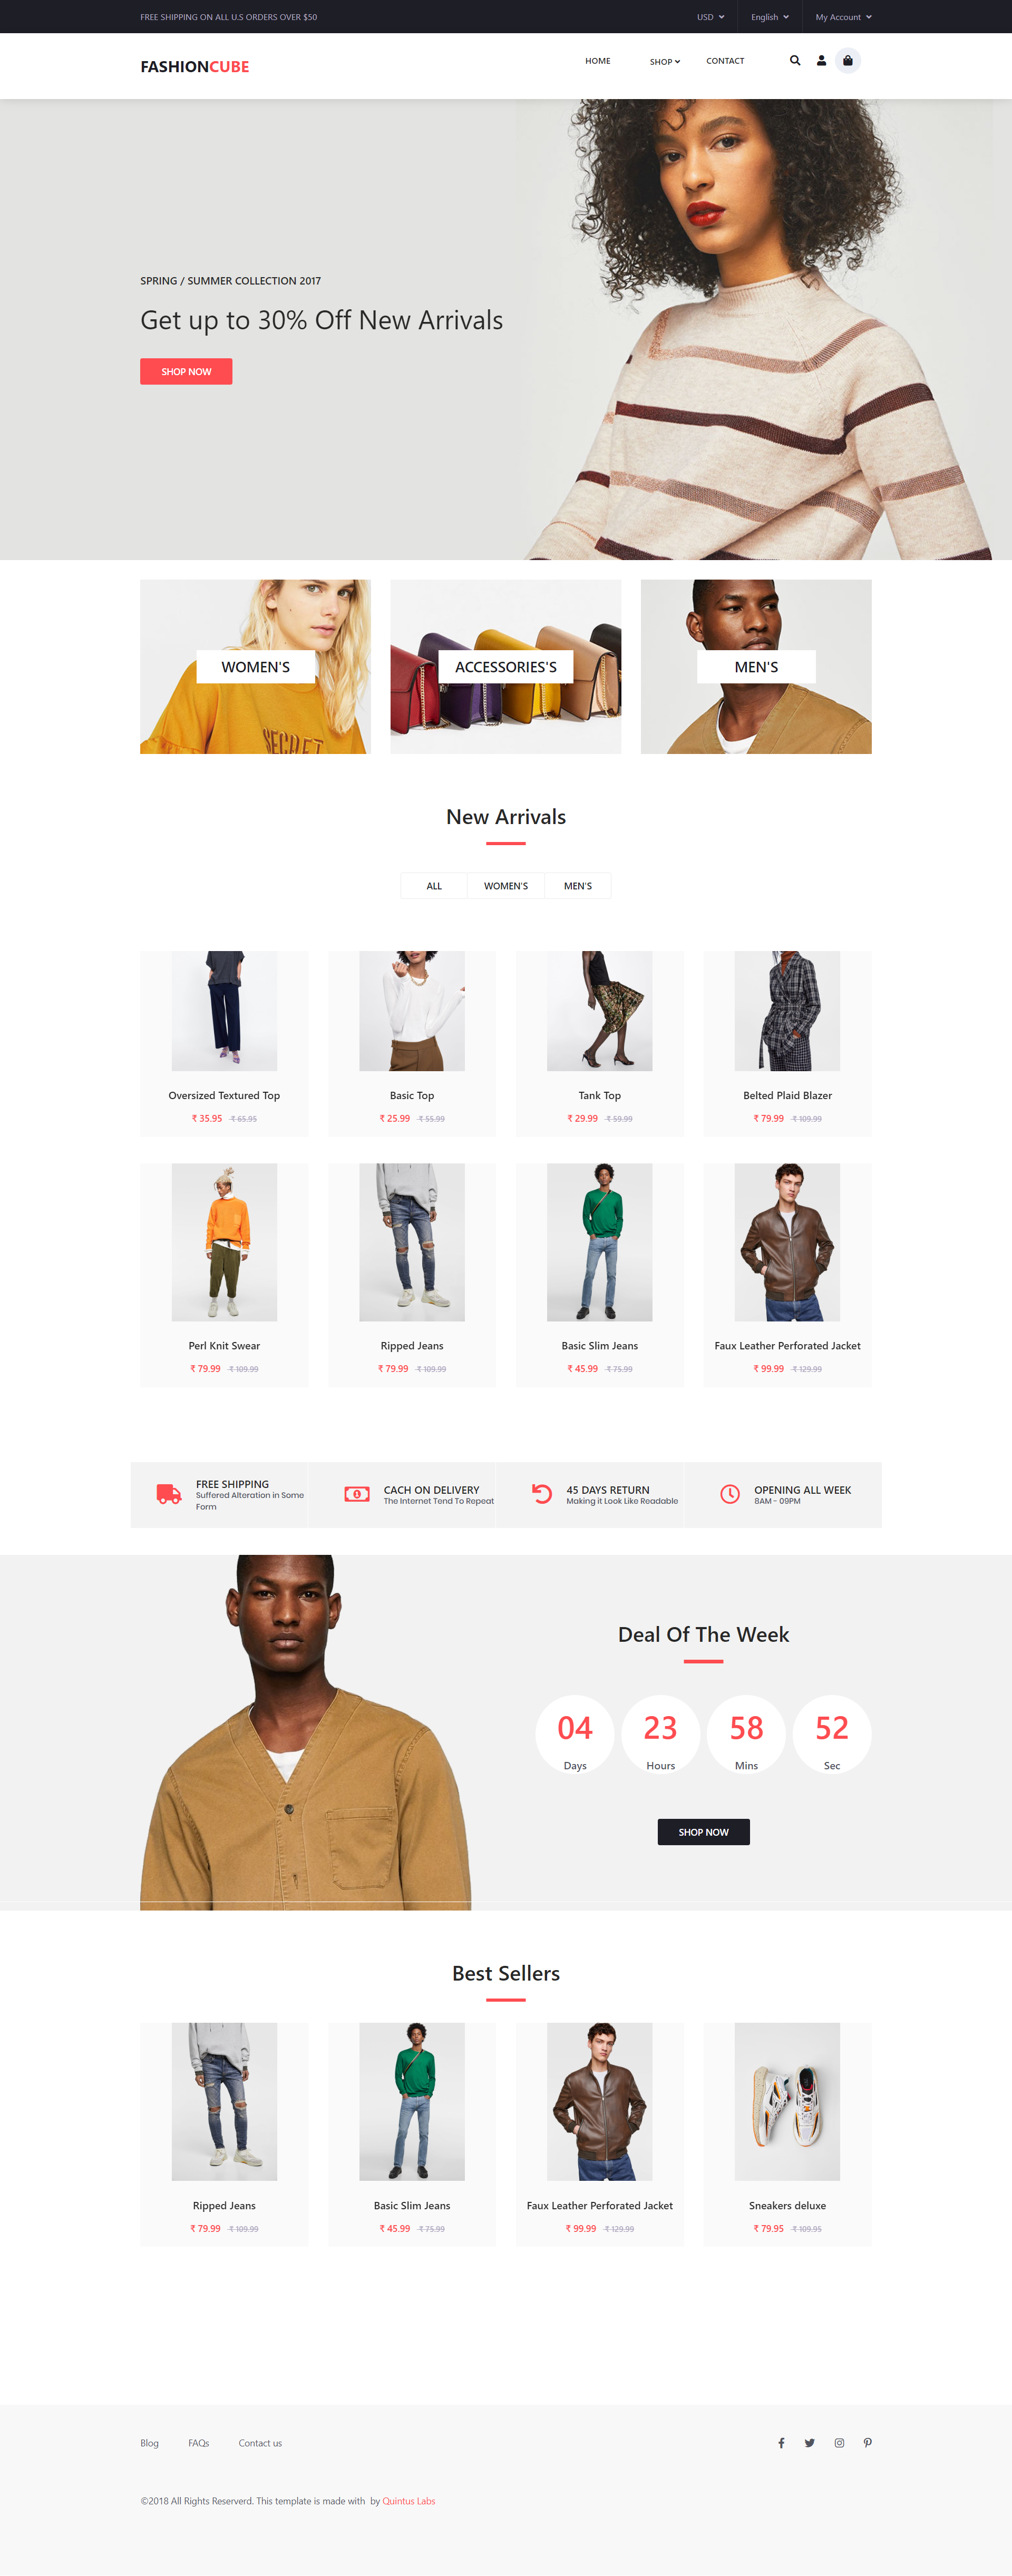 FREE SHIPPING ON ALL U.S ORDERS OVER $50
USD English My Account
FASHIONCUBE
HOME SHOP CONTACT
SPRING / SUMMER COLLECTION 2017
Get up to 30% Off New Arrivals
SHOP NOW
SECRET
WOMEN'S ACCESSORIES'S MEN'S
New Arrivals
ALL WOMEN'S MEN'S
Oversized Textured Top Basic Top Tank Top Belted Plaid Blazer
₹ 35.95 ₹ 65.95 ₹ 25.99 ₹ 55.99 ₹ 29.99 ₹ 59.99 ₹ 79.99 ₹ 109.99
Perl Knit Swear Ripped Jeans Basic Slim Jeans Faux Leather Perforated Jacket
₹ 79.99 ₹ 109.99 ₹ 79.99 ₹ 109.99 ₹ 45.99 ₹ 75.99 ₹ 99.99 ₹ 129.99
FREE SHIPPING
Suffered Alteration in Some
Form
CACH ON DELIVERY
The Internet Tend To Repeat
45 DAYS RETURN
Making it Look Like Readable
OPENING ALL WEEK
8AM - 09PM
Deal Of The Week
04 23 58 52
Days Hours Mins Sec
SHOP NOW
Best Sellers
Ripped Jeans Basic Slim Jeans Faux Leather Perforated Jacket Sneakers deluxe
₹ 79.99 ₹ 109.99 ₹ 45.99 ₹ 75.99 ₹ 99.99 ₹ 129.99 ₹ 79.95 ₹ 109.95
Blog FAQs Contact us
©2018 All Rights Reserverd. This template is made with by Quintus Labs